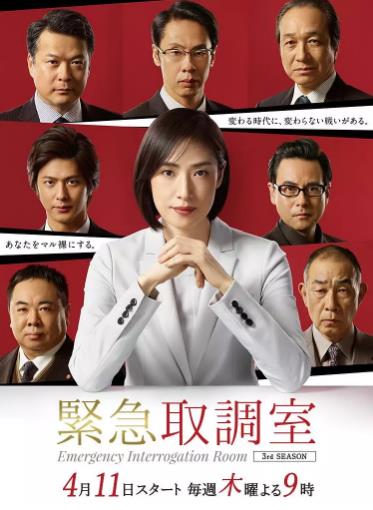 変わる時代に、変わらない戦いがある。
あなたをマル裸にする。
緊急取調室
Emergency Interrogation Room 3rd SEASON
4月11日スタート 毎週木曜よる9時